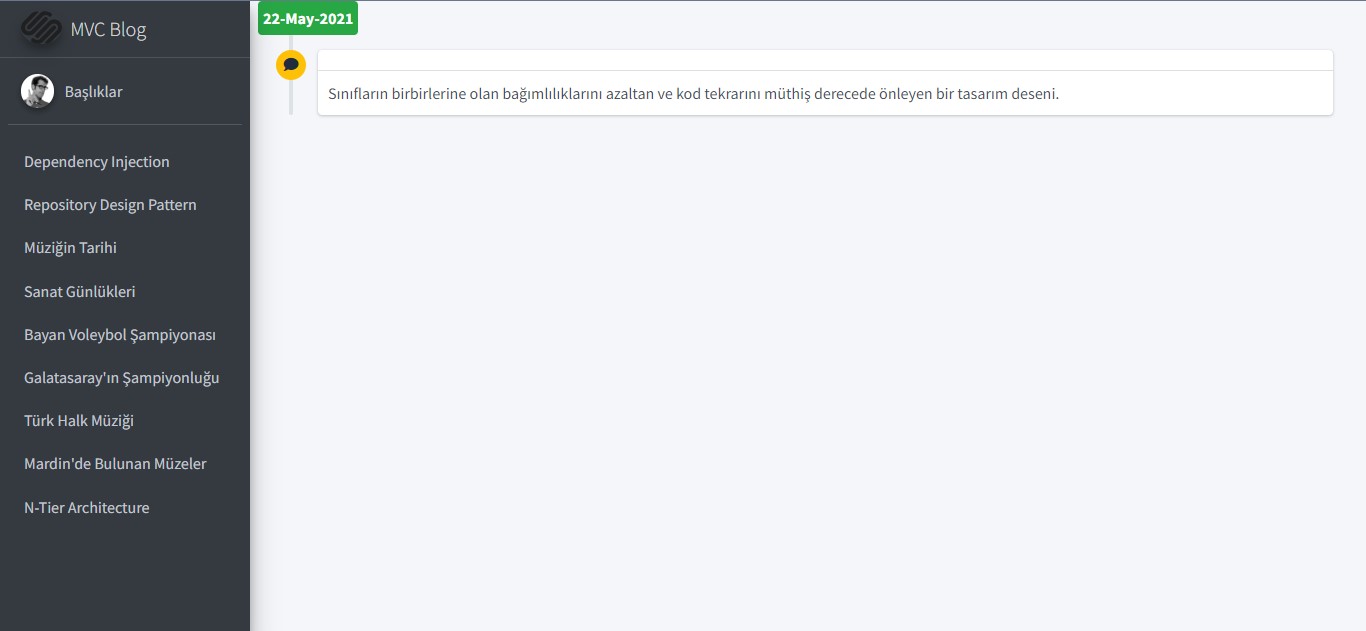 MVC Blog
Başlıklar
Dependency Injection
Repository Design Pattern
Müziğin Tarihi
Sanat Günlükleri
Bayan Voleybol Şampiyonası
Galatasaray'ın Şampiyonluğu
Türk Halk Müziği
Mardin'de Bulunan Müzeler
N-Tier Architecture
22-May-2021
Sınıfların birbirlerine olan bağımlılıklarını azaltan ve kod tekrarını müthiş derecede önleyen bir tasarım deseni.